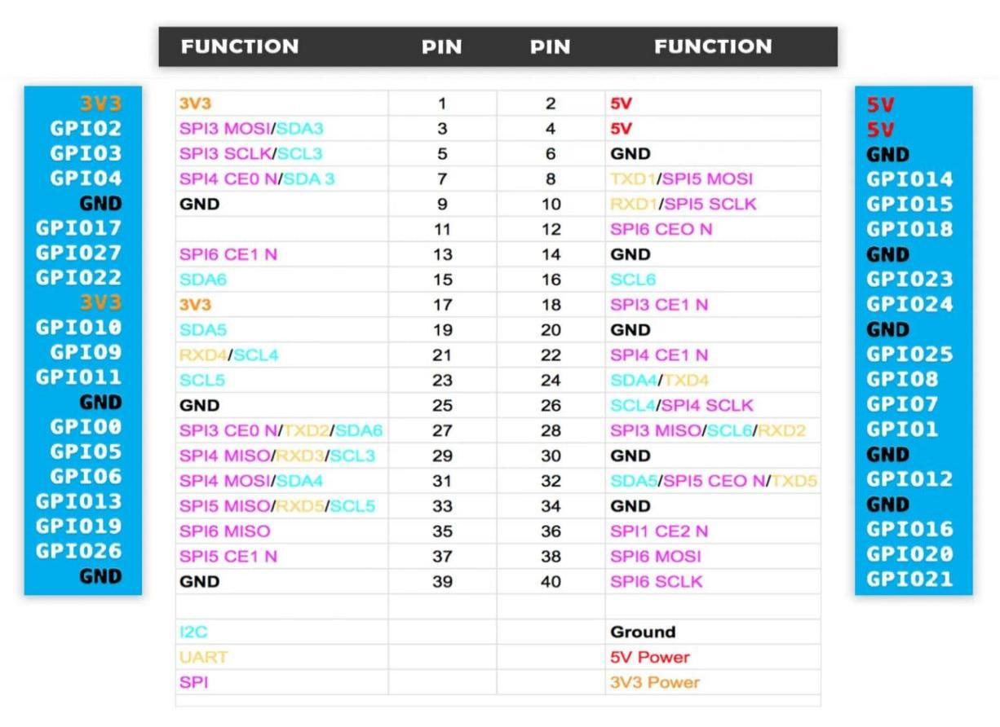 FUNCTION PIN PIN FUNCTION
3V3 3V3 1 2 5V 5V
GPIO2 SPI3 MOSI/SDA3 3 4 5V 5V
GPIO3 SPI3 SCLK/SCL3 5 6 GND GND
GPIO4 SPI4 CE0 N/SDA 3 7 8 TXD1/SPI5 MOSI GPIO14
GND GND 9 10 RXD1/SPI5 SCLK GPIO15
GPIO17 11 12 SPI6 CEO N GPIO18
GPIO27 SPI6 CE1 N 13 14 GND GND
GPIO22 SDA6 15 16 SCL6 GPIO23
3V3 3V3 17 18 SPI3 CE1 N GPIO24
GPIO10 SDA5 19 20 GND GND
GPIO9 RXD4/SCL4 21 22 SPI4 CE1 N GPIO25
GPIO11 SCL5 23 24 SDA4/TXD4 GPIO8
GND GND 25 26 SCL4/SPI4 SCLK GPIO7
GPIO0 SPI3 CE0 N/TXD2/SDA6 27 28 SPI3 MISO/SCL6/RXD2 GPIO1
GPIO5 SPI4 MISO/RXD3/SCL3 29 30 GND GND
GPIO6 SPI4 MOSI/SDA4 31 32 SDA5/SPI5 CEO N/TXD5 GPIO12
GPIO13 SPI5 MISO/RXD5/SCL5 33 34 GND GND
GPIO19 SPI6 MISO 35 36 SPI1 CE2 N GPIO16
GPIO26 SPI5 CE1 N 37 38 SPI6 MOSI GPIO20
GND GND 39 40 SPI6 SCLK GPIO21
I2C Ground
UART 5V Power
SPI 3V3 Power